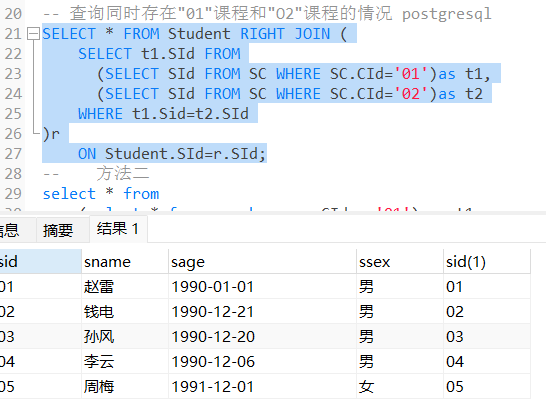 20 -- 查询同时存在"01"课程和"02"课程的情况 postgresql
21 SELECT * FROM Student RIGHT JOIN (
22 SELECT t1.SId FROM
23 (SELECT SId FROM SC WHERE SC.CId='01')as t1,
24 (SELECT SId FROM SC WHERE SC.CId='02')as t2
25 WHERE t1.Sid=t2.SId
26 )r
27 ON Student.SId=r.SId;
28 -- 方法二
29 select * from
信息 摘要 结果 1
sid sname sage ssex sid(1)
01 赵雷 1990-01-01 男 01
02 钱电 1990-12-21 男 02
03 孙风 1990-12-20 男 03
04 李云 1990-12-06 男 04
05 周梅 1991-12-01 女 05